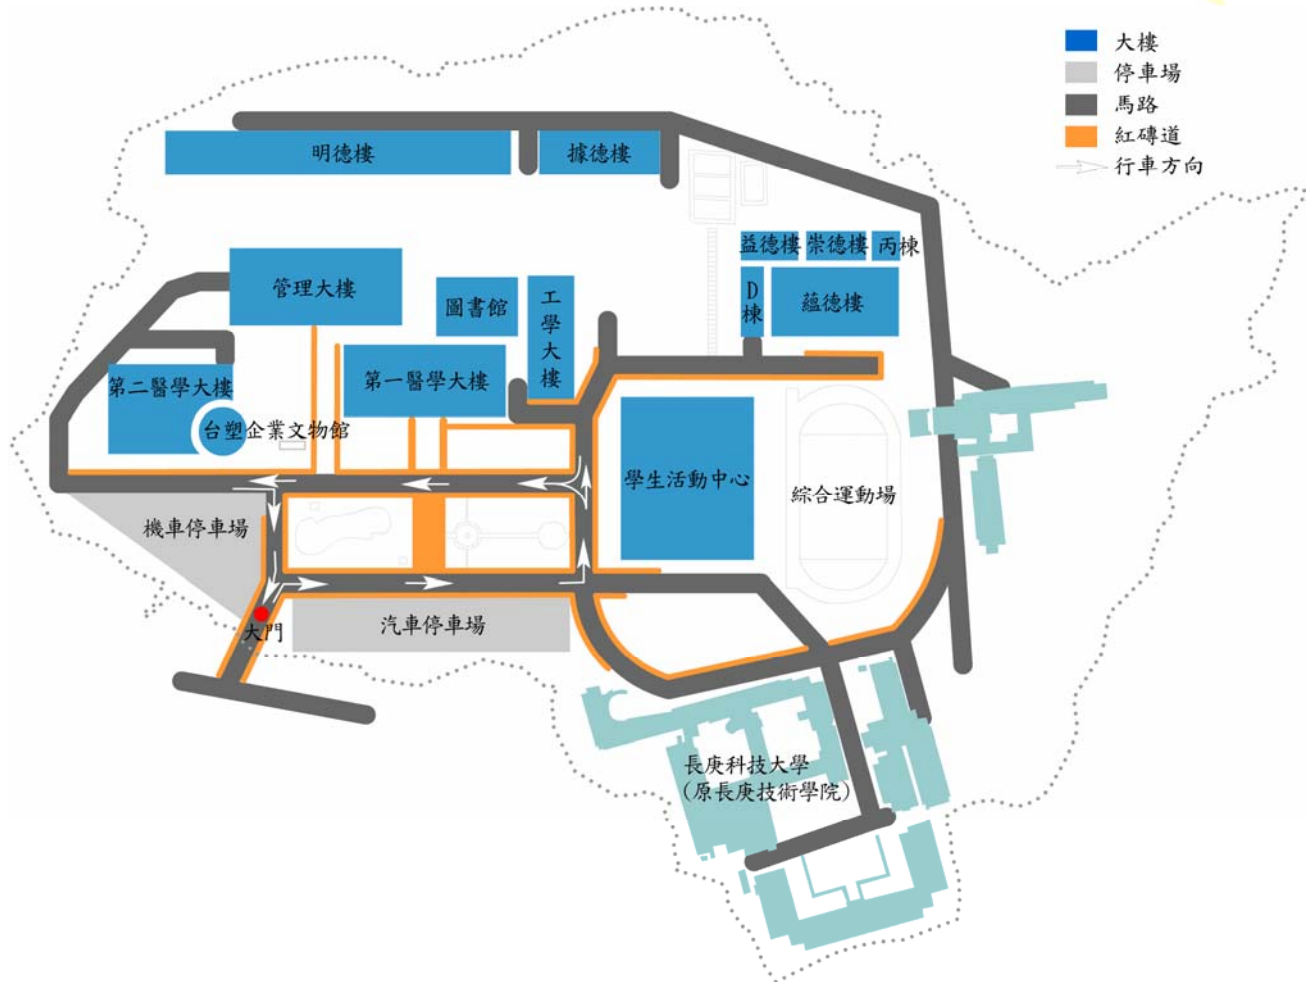 大樓
停車場
馬路
紅磚道
行車方向
明德樓
據德樓
益德樓
崇德樓
丙棟
管理大樓
圖書館
工學大樓
D棟
蘊德樓
第二醫學大樓
第一醫學大樓
台塑企業文物館
學生活動中心
綜合運動場
機車停車場
汽車停車場
大門
長庚科技大學
(原長庚技術學院)